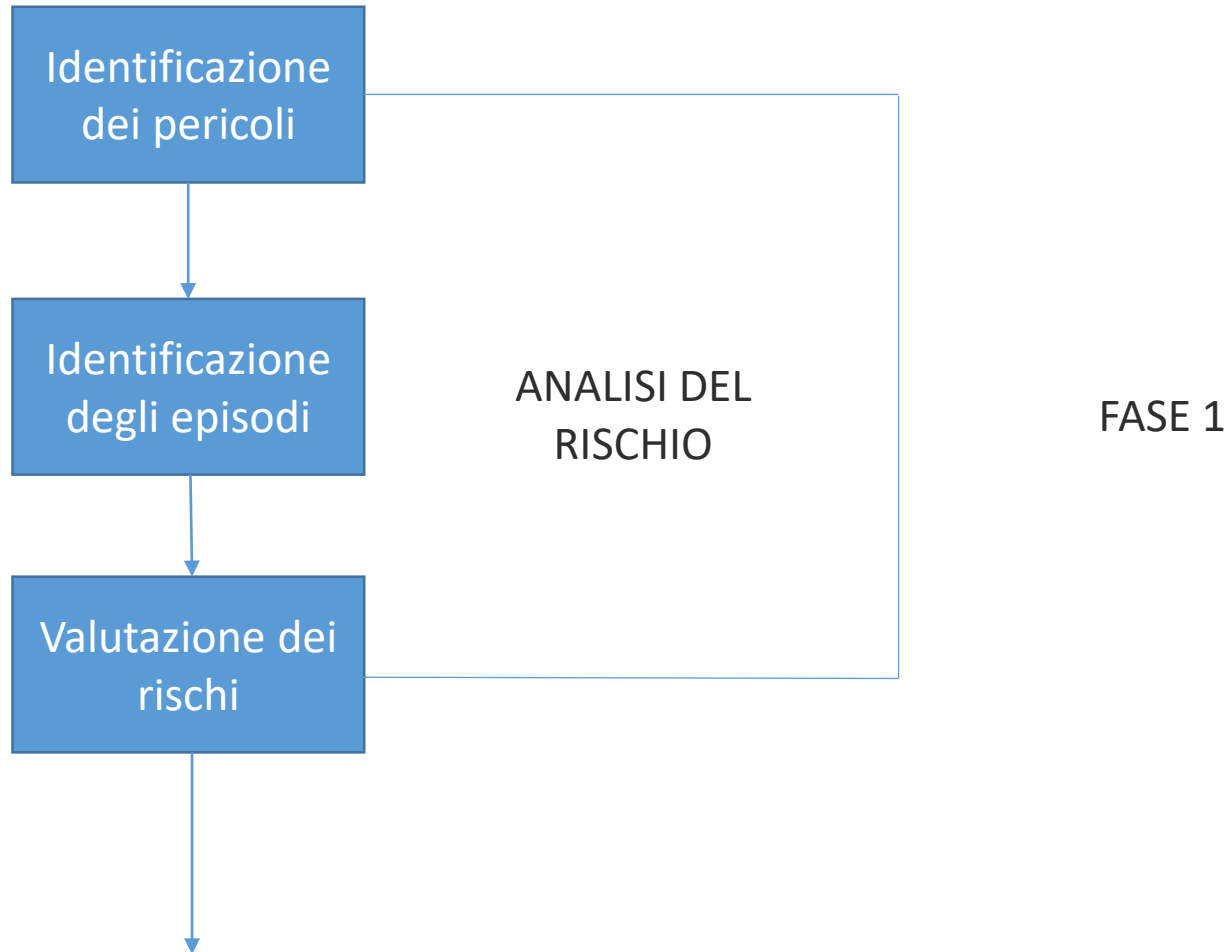 Identificazione
dei pericoli
Identificazione
degli episodi
ANALISI DEL
RISCHIO
FASE 1
Valutazione dei
rischi